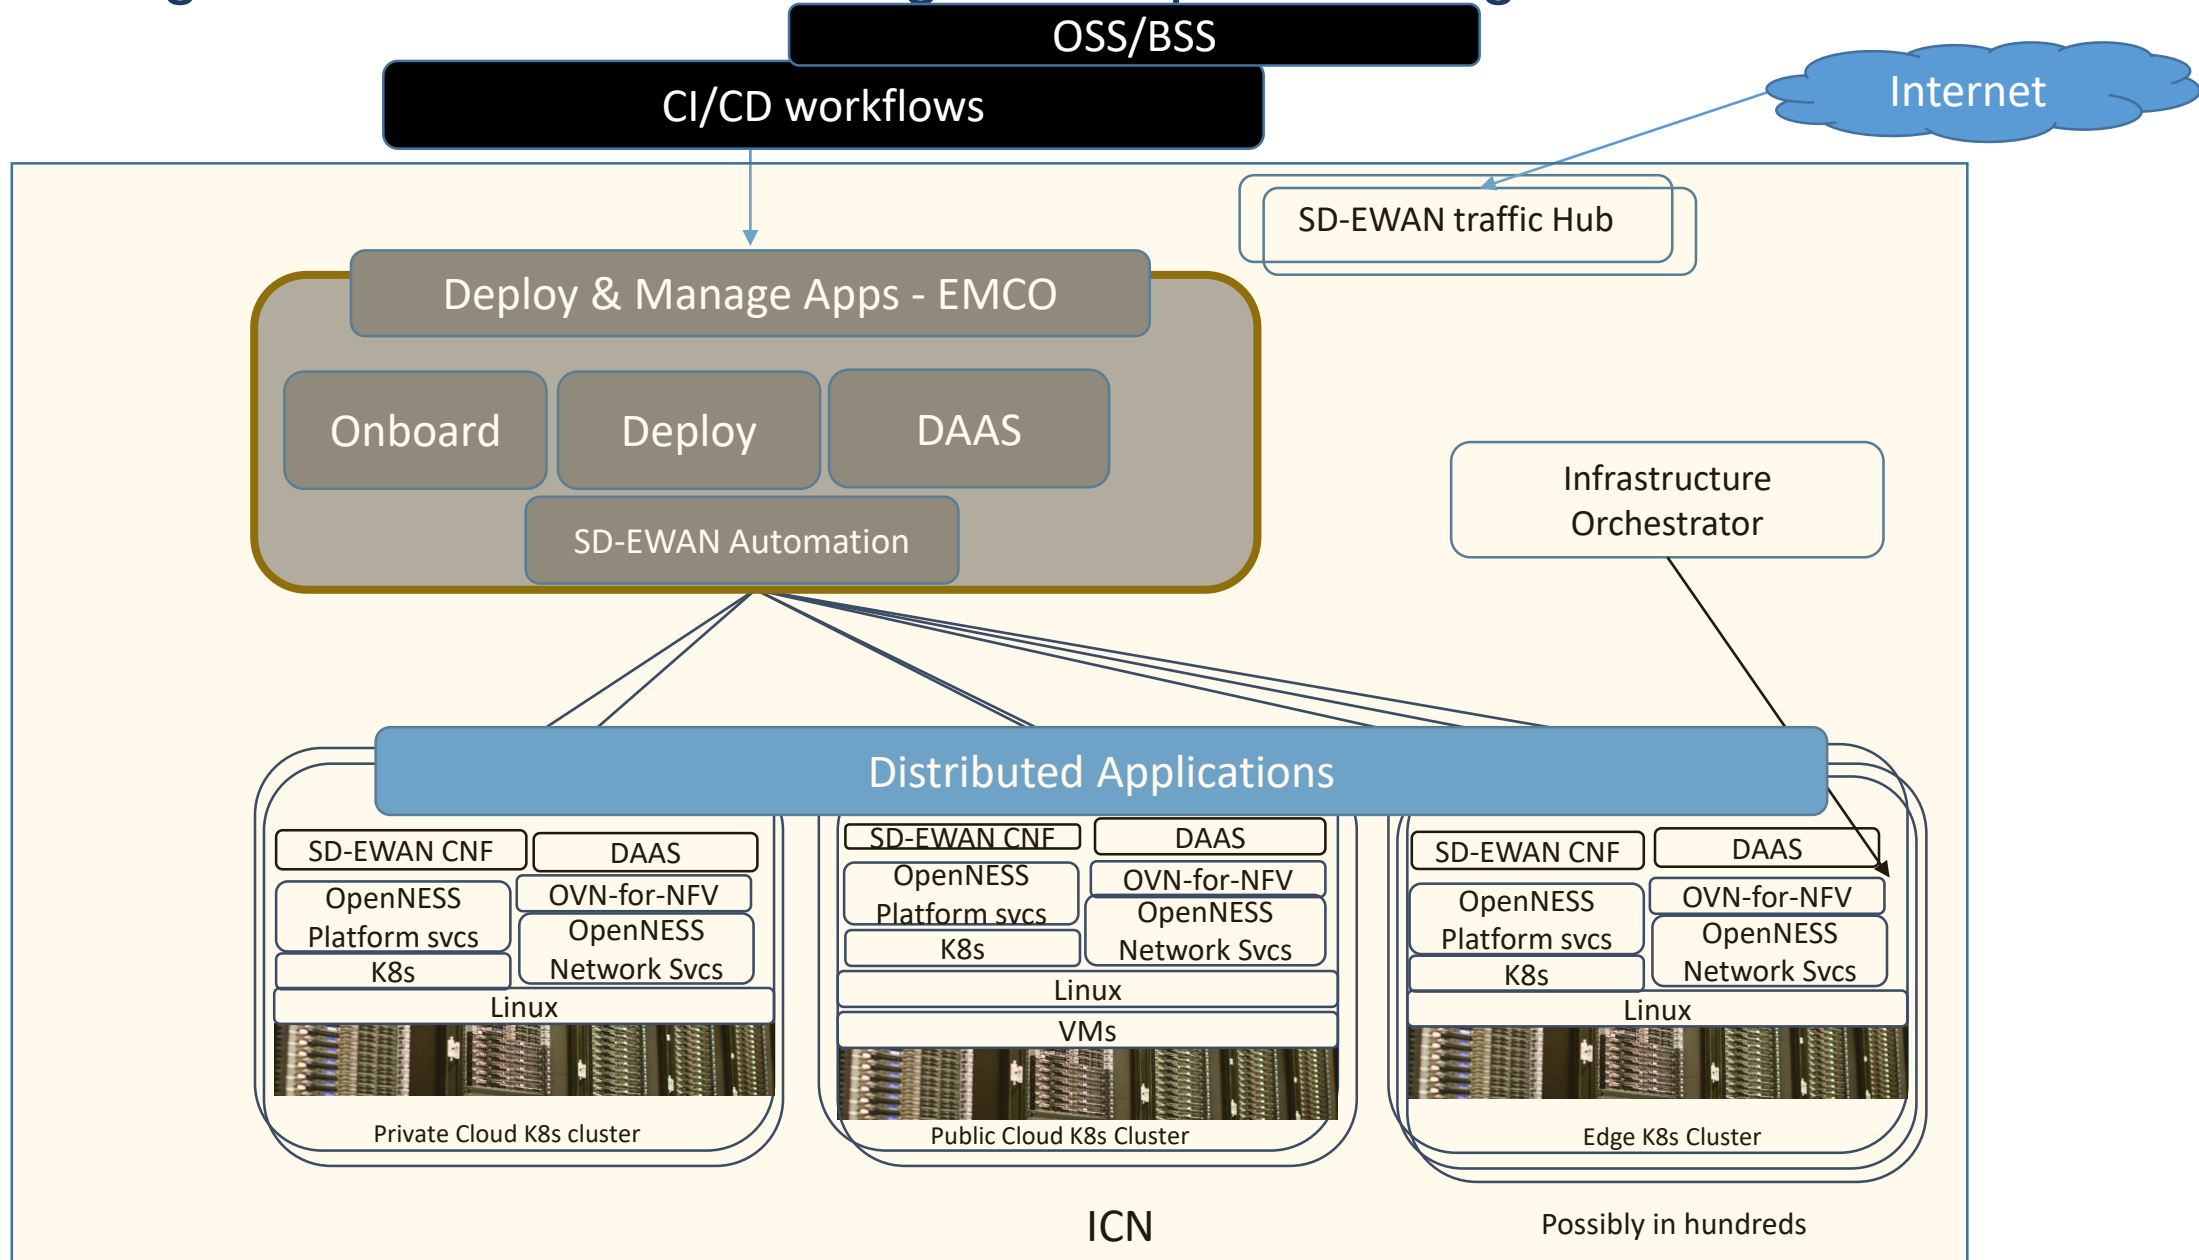 OSS/BSS
CI/CD workflows
Internet
SD-EWAN traffic Hub
Deploy & Manage Apps - EMCO
Onboard
Deploy
DAAS
SD-EWAN Automation
Infrastructure
Orchestrator
Distributed Applications
SD-EWAN CNF
DAAS
OpenNESS
Platform svcs
OVN-for-NFV
OpenNESS
Network Svcs
K8s
Linux
Private Cloud K8s cluster
SD-EWAN CNF
DAAS
OpenNESS
Platform svcs
OVN-for-NFV
OpenNESS
Network Svcs
K8s
Linux
VMs
Public Cloud K8s Cluster
SD-EWAN CNF
DAAS
OpenNESS
Platform svcs
OVN-for-NFV
OpenNESS
Network Svcs
K8s
Linux
Edge K8s Cluster
ICN
Possibly in hundreds